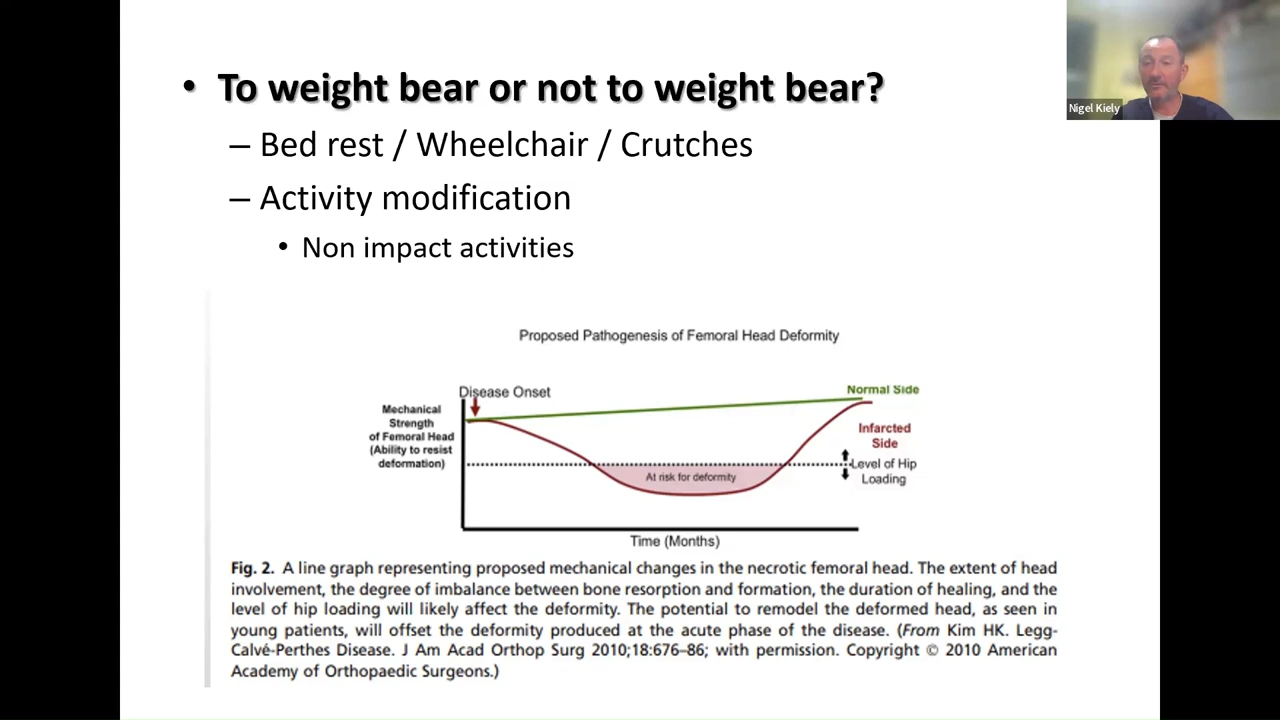 • To weight bear or not to weight bear?
Nigel Kiely
– Bed rest / Wheelchair / Crutches
– Activity modification
• Non impact activities
Proposed Pathogenesis of Femoral Head Deformity
Disease Onset
Normal Side
Mechanical
Strength
of Femoral Head
(Ability to resist
deformation)
Infarcted
Side
Level of Hip
Loading
At risk for deformity
Time (Months)
Fig. 2. A line graph representing proposed mechanical changes in the necrotic femoral head. The extent of head
involvement, the degree of imbalance between bone resorption and formation, the duration of healing, and the
level of hip loading will likely affect the deformity. The potential to remodel the deformed head, as seen in
young patients, will offset the deformity produced at the acute phase of the disease. (From Kim HK. Legg-
Calvé-Perthes Disease. J Am Acad Orthop Surg 2010;18:676–86; with permission. Copyright © 2010 American
Academy of Orthopaedic Surgeons.)